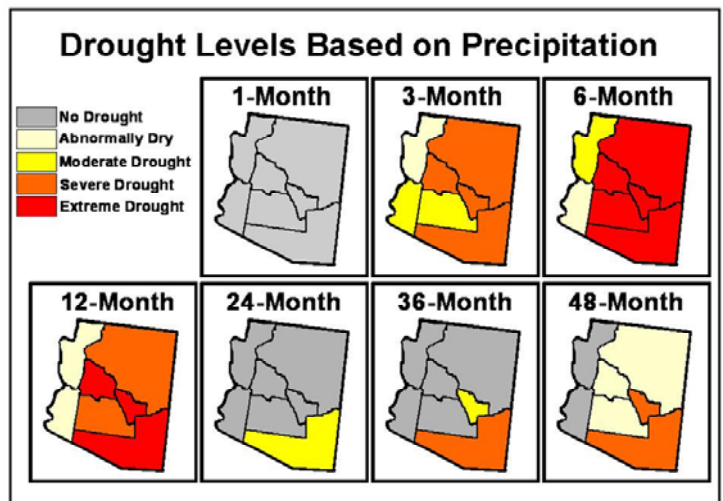 Drought Levels Based on Precipitation
No Drought
Abnormally Dry
Moderate Drought
Severe Drought
Extreme Drought
1-Month
3-Month
6-Month
12-Month
24-Month
36-Month
48-Month